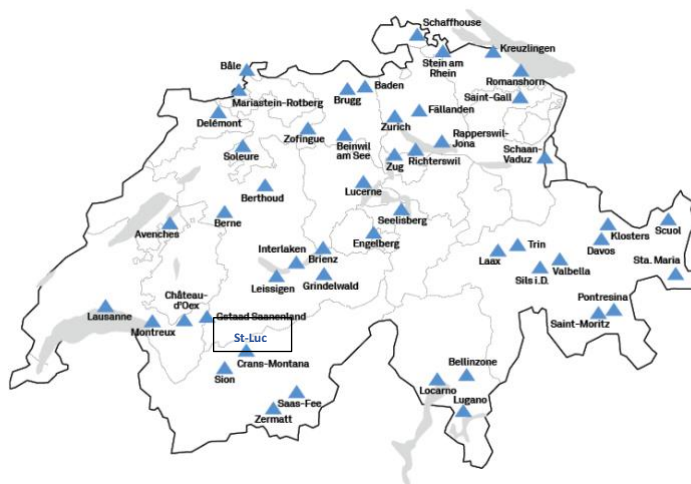 Schaffhouse
Kreuzlingen
Stein am
Rhein
Bâle
Romanshorn
Baden
Mariastein-Rotberg
Brugg
Saint-Gall
Delémont
Fällanden
Zurich
Zofingue
Rapperswil-
Jona
Beinwil
am See
Soleure
Richterswil
Schaan-
Vaduz
Zug
Lucerne
Berthoud
Seelisberg
Berne
Scuol
Avenches
Klosters
Engelberg
Davos
Interlaken
Trin
Brienz
Laax
Valbella
Sta. Maria
Sils i.D.
Leissigen
Grindelwald
Château-
d'Oex
Pontresina
Lausanne
Gstaad Saanenland
Saint-Moritz
Montreux
St-Luc
Crans-Montana
Bellinzone
Sion
Locarno
Saas-Fee
Lugano
Zermatt